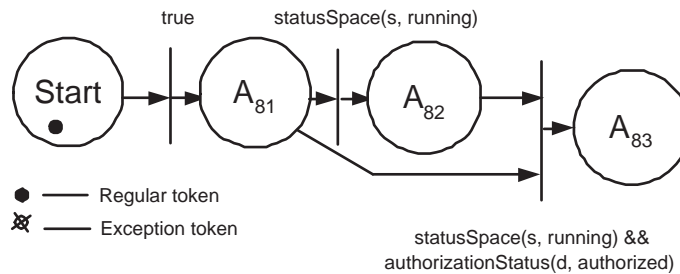 true
statusSpace(s, running)
Start
A81
A82
A83
Regular token
Exception token
statusSpace(s, running) &&
authorizationStatus(d, authorized)